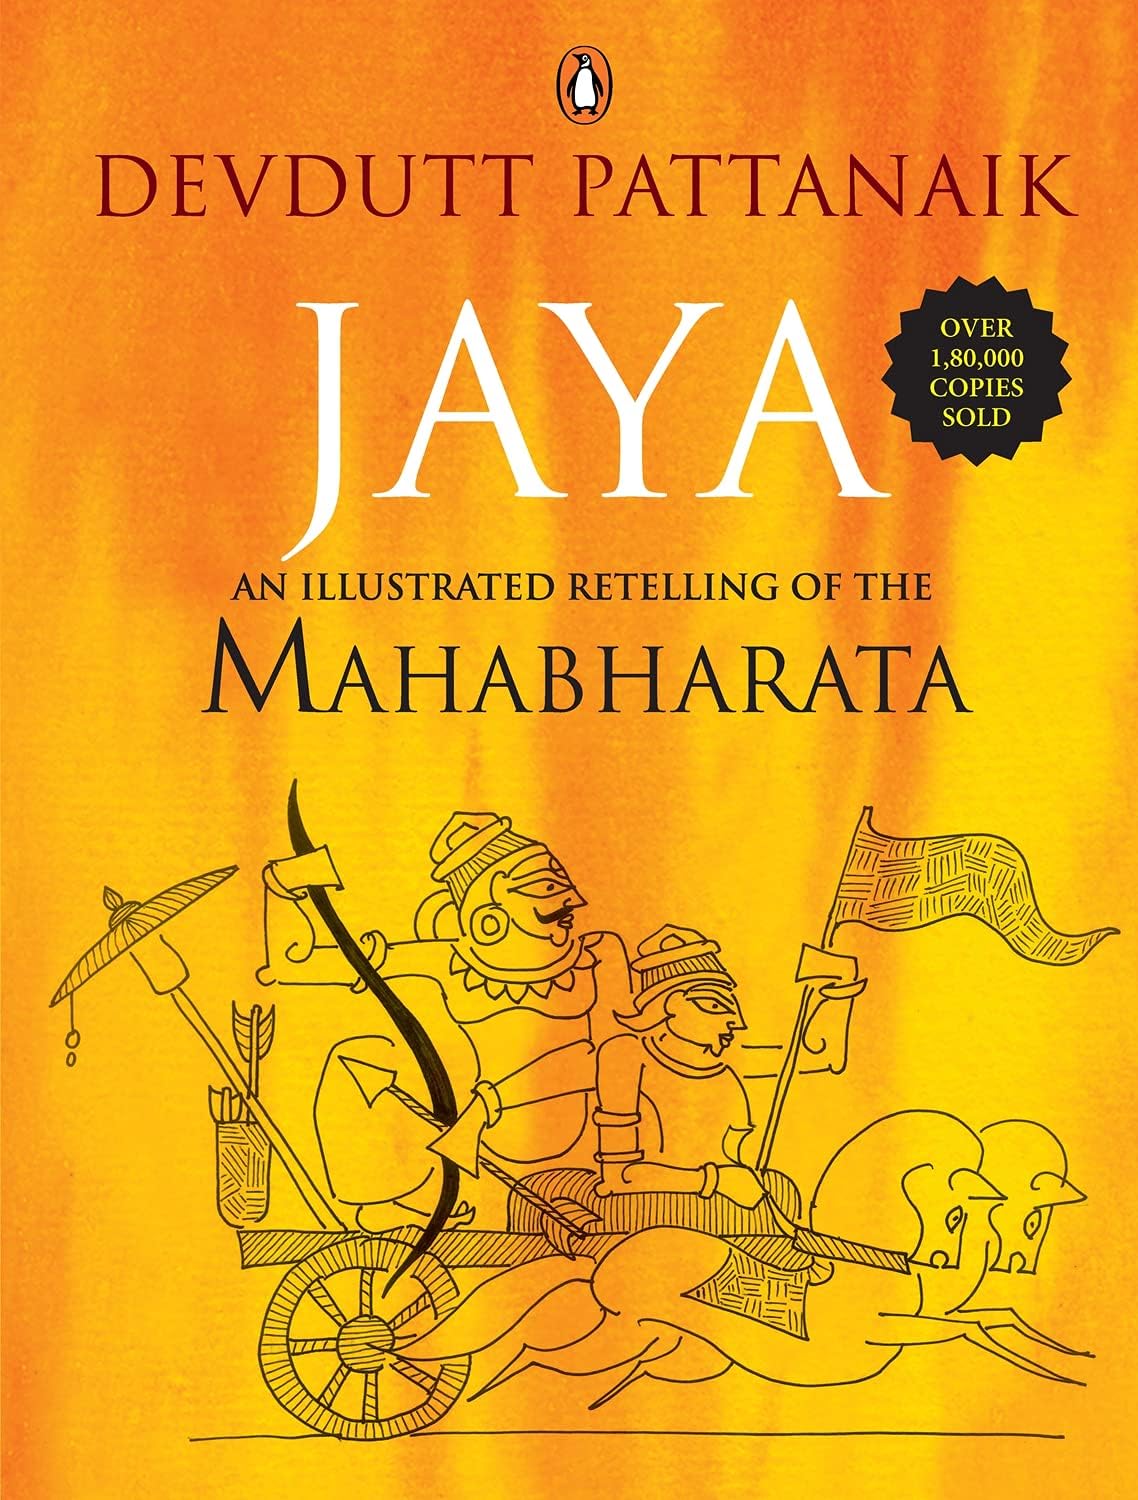 DEVDUTT PATTANAIK
JAYA
OVER
1,80,000
COPIES
SOLD
AN ILLUSTRATED RETELLING OF THE
MAHABHARATA